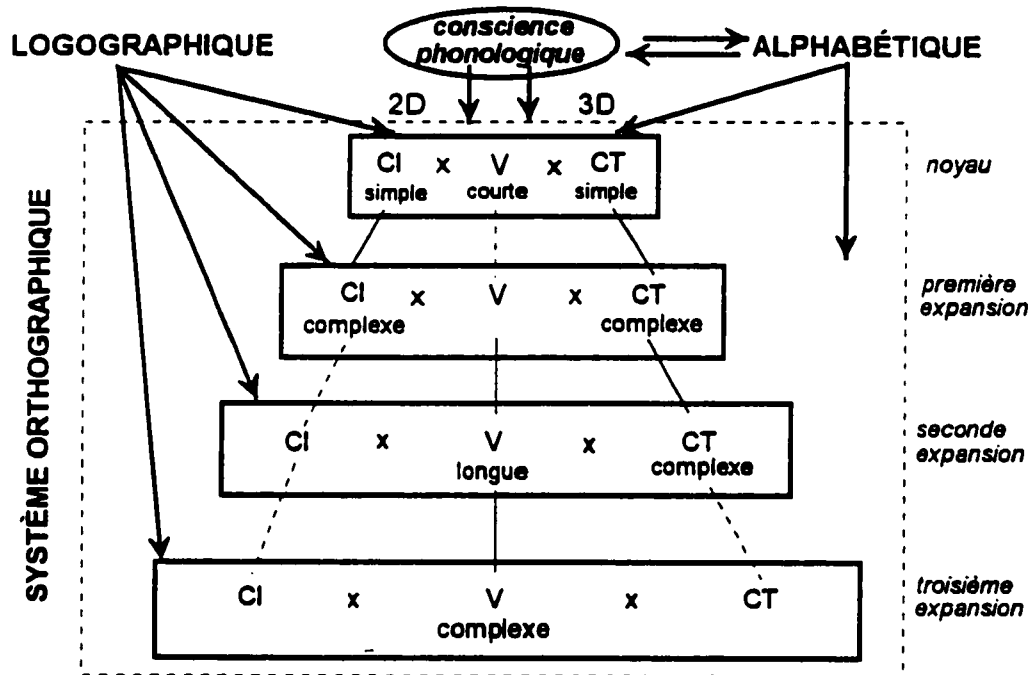 LOGOGRAPHIQUE
conscience
phonologique
ALPHABÉTIQUE
2D 3D
CI x V x CT
simple courte simple
noyau
CI x V x CT
complexe complexe
première
expansion
CI x V x CT
longue complexe
seconde
expansion
CI x V x CT
complexe
troisième
expansion
SYSTÈME ORTHOGRAPHIQUE